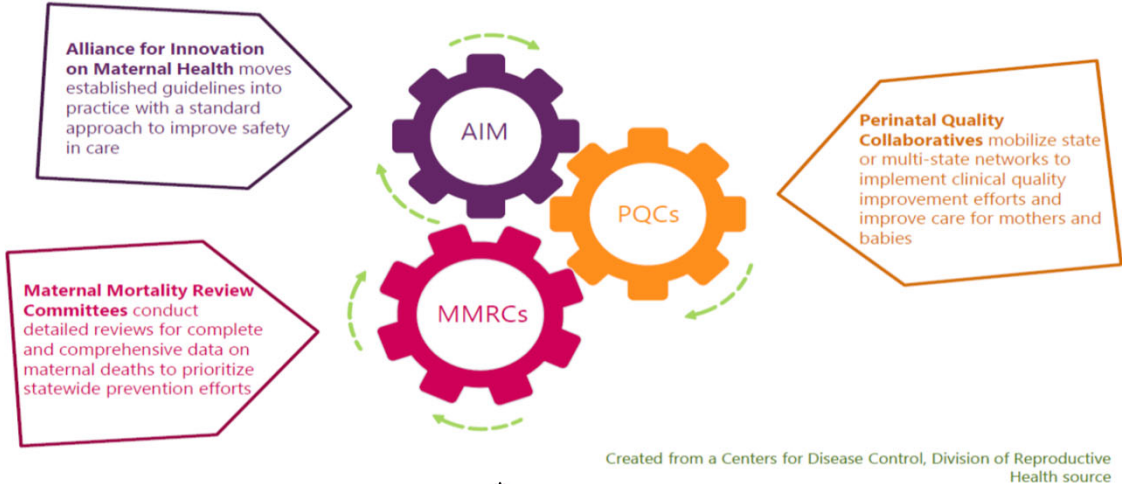 Alliance for Innovation
on Maternal Health moves
established guidelines into
practice with a standard
approach to improve safety
in care
AIM
Perinatal Quality
Collaboratives mobilize state
or multi-state networks to
implement clinical quality
improvement efforts and
improve care for mothers and
babies
PQCs
Maternal Mortality Review
Committees conduct
detailed reviews for complete
and comprehensive data on
maternal deaths to prioritize
statewide prevention efforts
MMRCs
Created from a Centers for Disease Control, Division of Reproductive
Health source